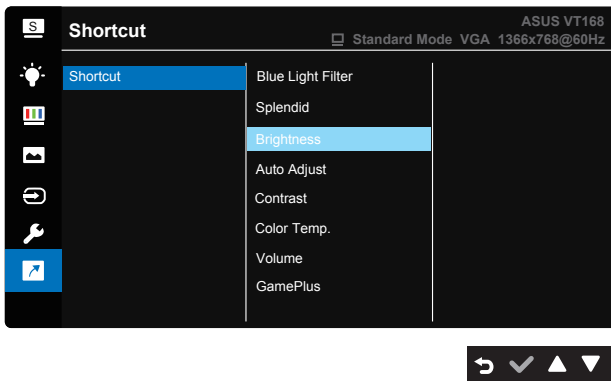 S
Shortcut
ASUS VT168
Standard Mode VGA 1366x768@60Hz
Shortcut
Blue Light Filter
Splendid
Brightness
Auto Adjust
Contrast
Color Temp.
Volume
GamePlus